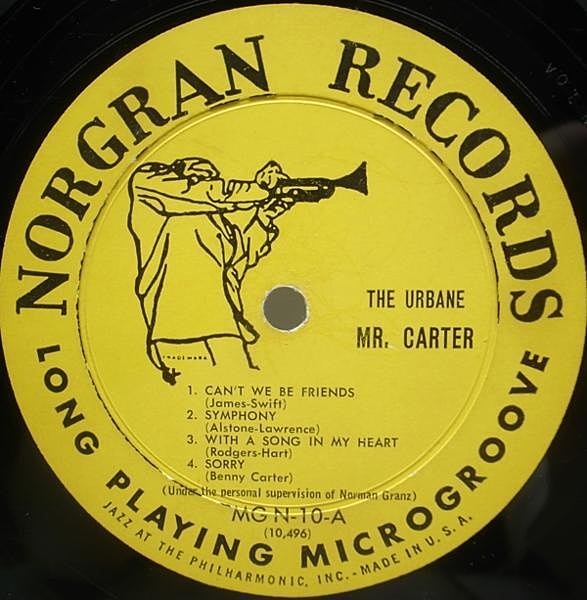 NORGRAN RECORDS
THE URBANE
MR. CARTER
TRADEMARK
1. CAN'T WE BE FRIENDS
(James-Swift)
2. SYMPHONY
(Alstone-Lawrence)
3. WITH A SONG IN MY HEART
(Rodgers-Hart)
4. SORRY
(Benny Carter)
(Under the personal supervision of Norman Granz)
MG N-10-A
(10,496)
LONG PLAYING MICROGROOVE
JAZZ AT THE PHILHARMONIC, INC. - MADE IN U.S.A.